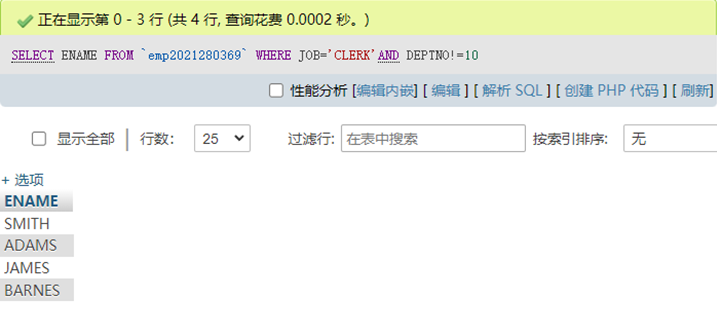 正在显示第 0 - 3 行 (共 4 行, 查询花费 0.0002 秒。)
SELECT ENAME FROM `emp2021280369` WHERE JOB='CLERK'AND DEPTNO!=10
性能分析 [编辑内嵌] [ 编辑 ] [ 解析 SQL ] [ 创建 PHP 代码 ] [ 刷新]
显示全部 | 行数: 25 过滤行: 在表中搜索 按索引排序: 无
+ 选项
ENAME
SMITH
ADAMS
JAMES
BARNES